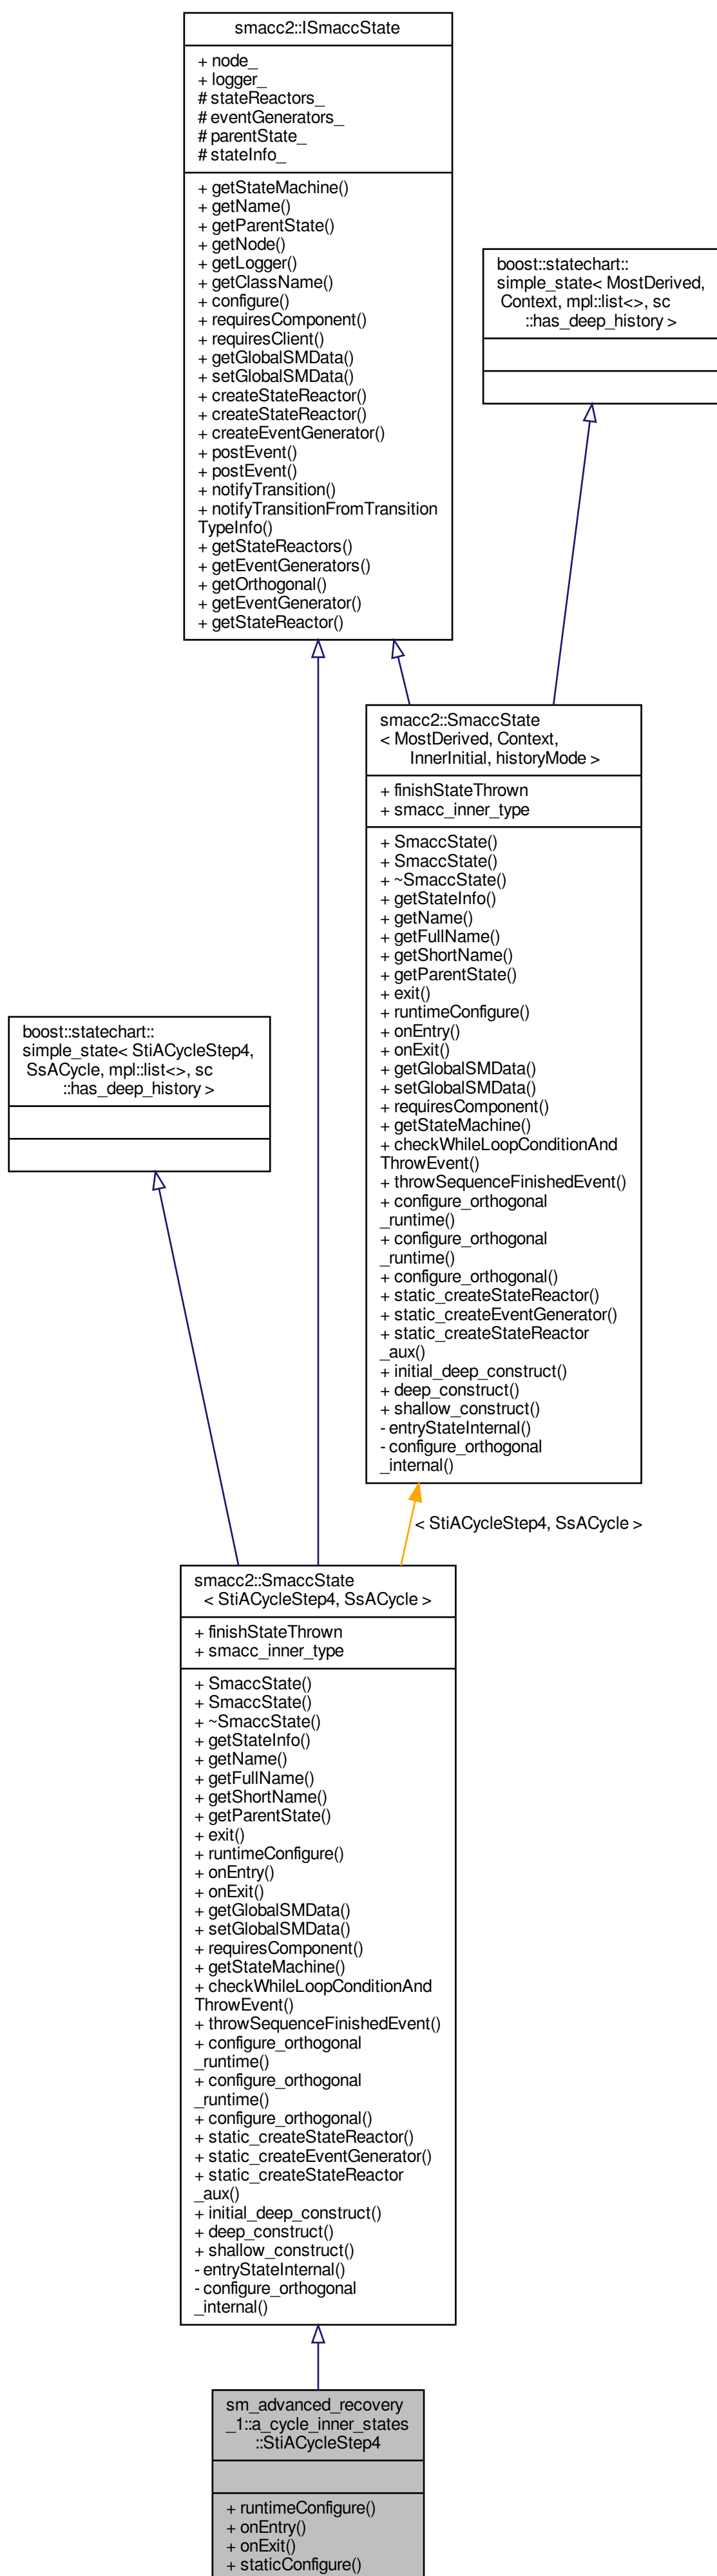 smacc2::ISmaccState
+ node_
+ logger_
# stateReactors_
# eventGenerators_
# parentState_
# stateInfo_
+ getStateMachine()
+ getName()
+ getParentState()
+ getNode()
+ getLogger()
+ getClassName()
+ configure()
+ requiresComponent()
+ requiresClient()
+ getGlobalSMData()
+ setGlobalSMData()
+ createStateReactor()
+ createStateReactor()
+ createEventGenerator()
+ postEvent()
+ postEvent()
+ notifyTransition()
+ notifyTransitionFromTransition
TypeInfo()
+ getStateReactors()
+ getEventGenerators()
+ getOrthogonal()
+ getEventGenerator()
+ getStateReactor()
boost::statechart::
simple_state< MostDerived,
Context, mpl::list<>, sc
::has_deep_history >
smacc2::SmaccState
< MostDerived, Context,
InnerInitial, historyMode >
+ finishStateThrown
+ smacc_inner_type
+ SmaccState()
+ SmaccState()
+ ~SmaccState()
+ getStateInfo()
+ getName()
+ getFullName()
+ getShortName()
+ getParentState()
+ exit()
+ runtimeConfigure()
+ onEntry()
+ onExit()
+ getGlobalSMData()
+ setGlobalSMData()
+ requiresComponent()
+ getStateMachine()
+ checkWhileLoopConditionAnd
ThrowEvent()
+ throwSequenceFinishedEvent()
+ configure_orthogonal
_runtime()
+ configure_orthogonal
_runtime()
+ configure_orthogonal()
+ static_createStateReactor()
+ static_createEventGenerator()
+ static_createStateReactor
_aux()
+ initial_deep_construct()
+ deep_construct()
+ shallow_construct()
- entryStateInternal()
- configure_orthogonal
_internal()
boost::statechart::
simple_state< StiACycleStep4,
SsACycle, mpl::list<>, sc
::has_deep_history >
< StiACycleStep4, SsACycle >
smacc2::SmaccState
< StiACycleStep4, SsACycle >
+ finishStateThrown
+ smacc_inner_type
+ SmaccState()
+ SmaccState()
+ ~SmaccState()
+ getStateInfo()
+ getName()
+ getFullName()
+ getShortName()
+ getParentState()
+ exit()
+ runtimeConfigure()
+ onEntry()
+ onExit()
+ getGlobalSMData()
+ setGlobalSMData()
+ requiresComponent()
+ getStateMachine()
+ checkWhileLoopConditionAnd
ThrowEvent()
+ throwSequenceFinishedEvent()
+ configure_orthogonal
_runtime()
+ configure_orthogonal
_runtime()
+ configure_orthogonal()
+ static_createStateReactor()
+ static_createEventGenerator()
+ static_createStateReactor
_aux()
+ initial_deep_construct()
+ deep_construct()
+ shallow_construct()
- entryStateInternal()
- configure_orthogonal
_internal()
sm_advanced_recovery
_1::a_cycle_inner_states
::StiACycleStep4
+ runtimeConfigure()
+ onEntry()
+ onExit()
+ staticConfigure()